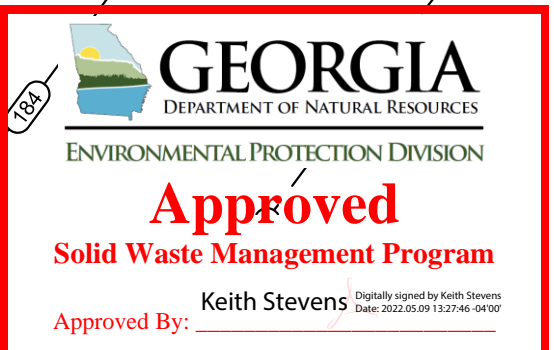 GEORGIA
DEPARTMENT OF NATURAL RESOURCES
184
ENVIRONMENTAL PROTECTION DIVISION
Approved
Solid Waste Management Program
Approved By: Keith Stevens
Digitally signed by Keith Stevens
Date: 2022.05.09 13:27:46 -04'00'